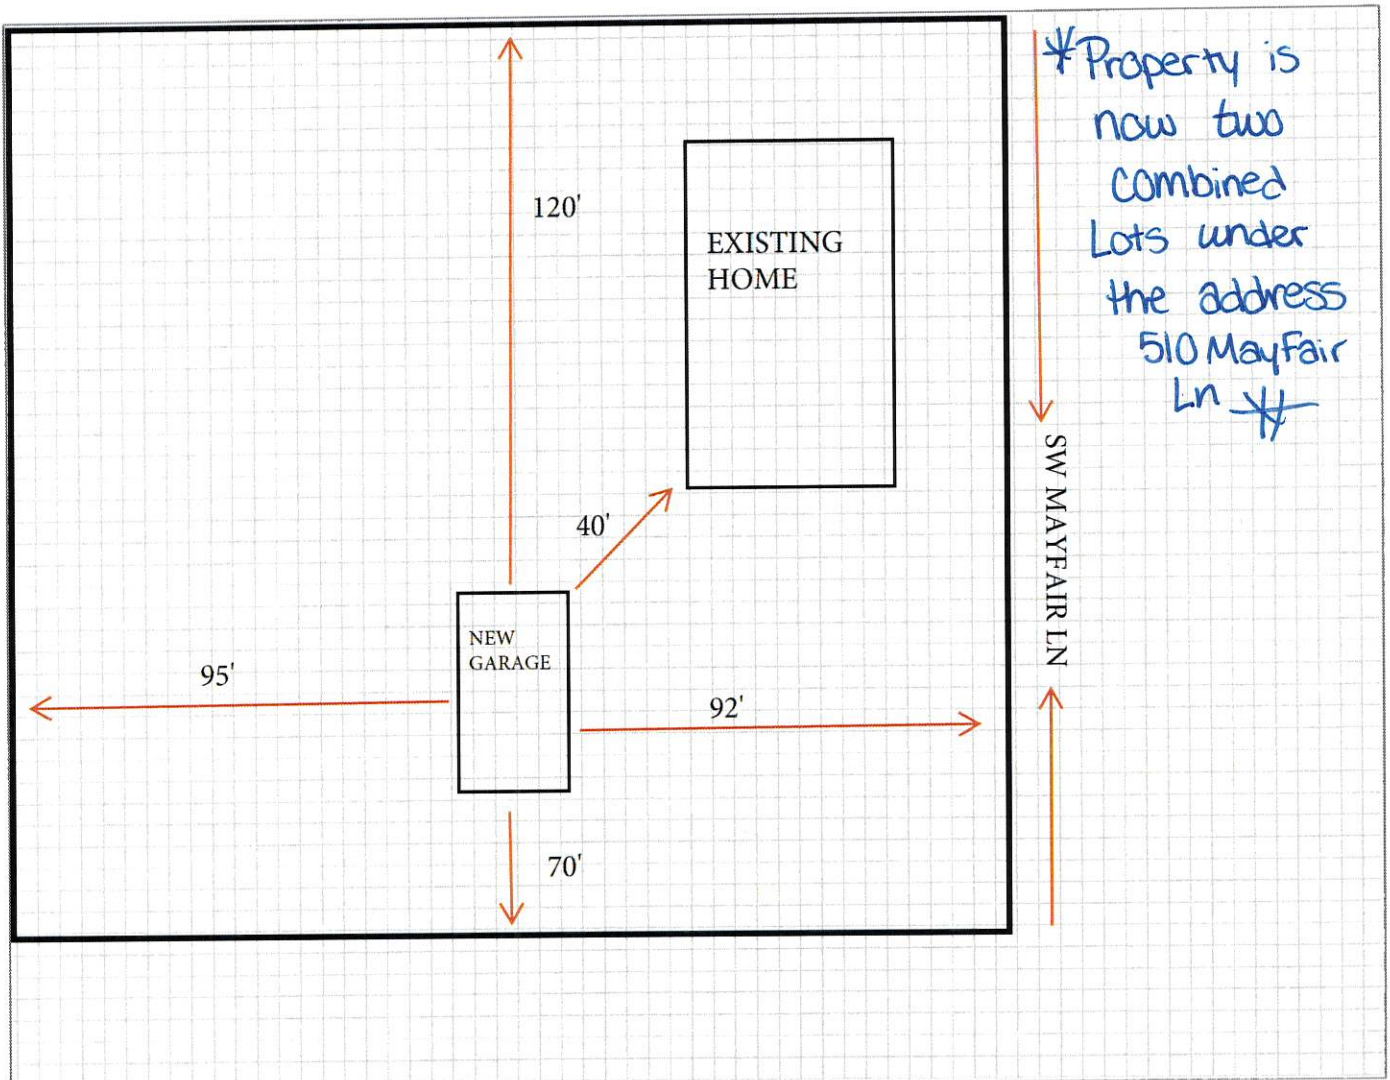 *Property is
now two
combined
Lots under
the address
510 Mayfair
Ln *
120'
EXISTING
HOME
40'
SW MAYFAIR LN
NEW
GARAGE
95'
92'
70'